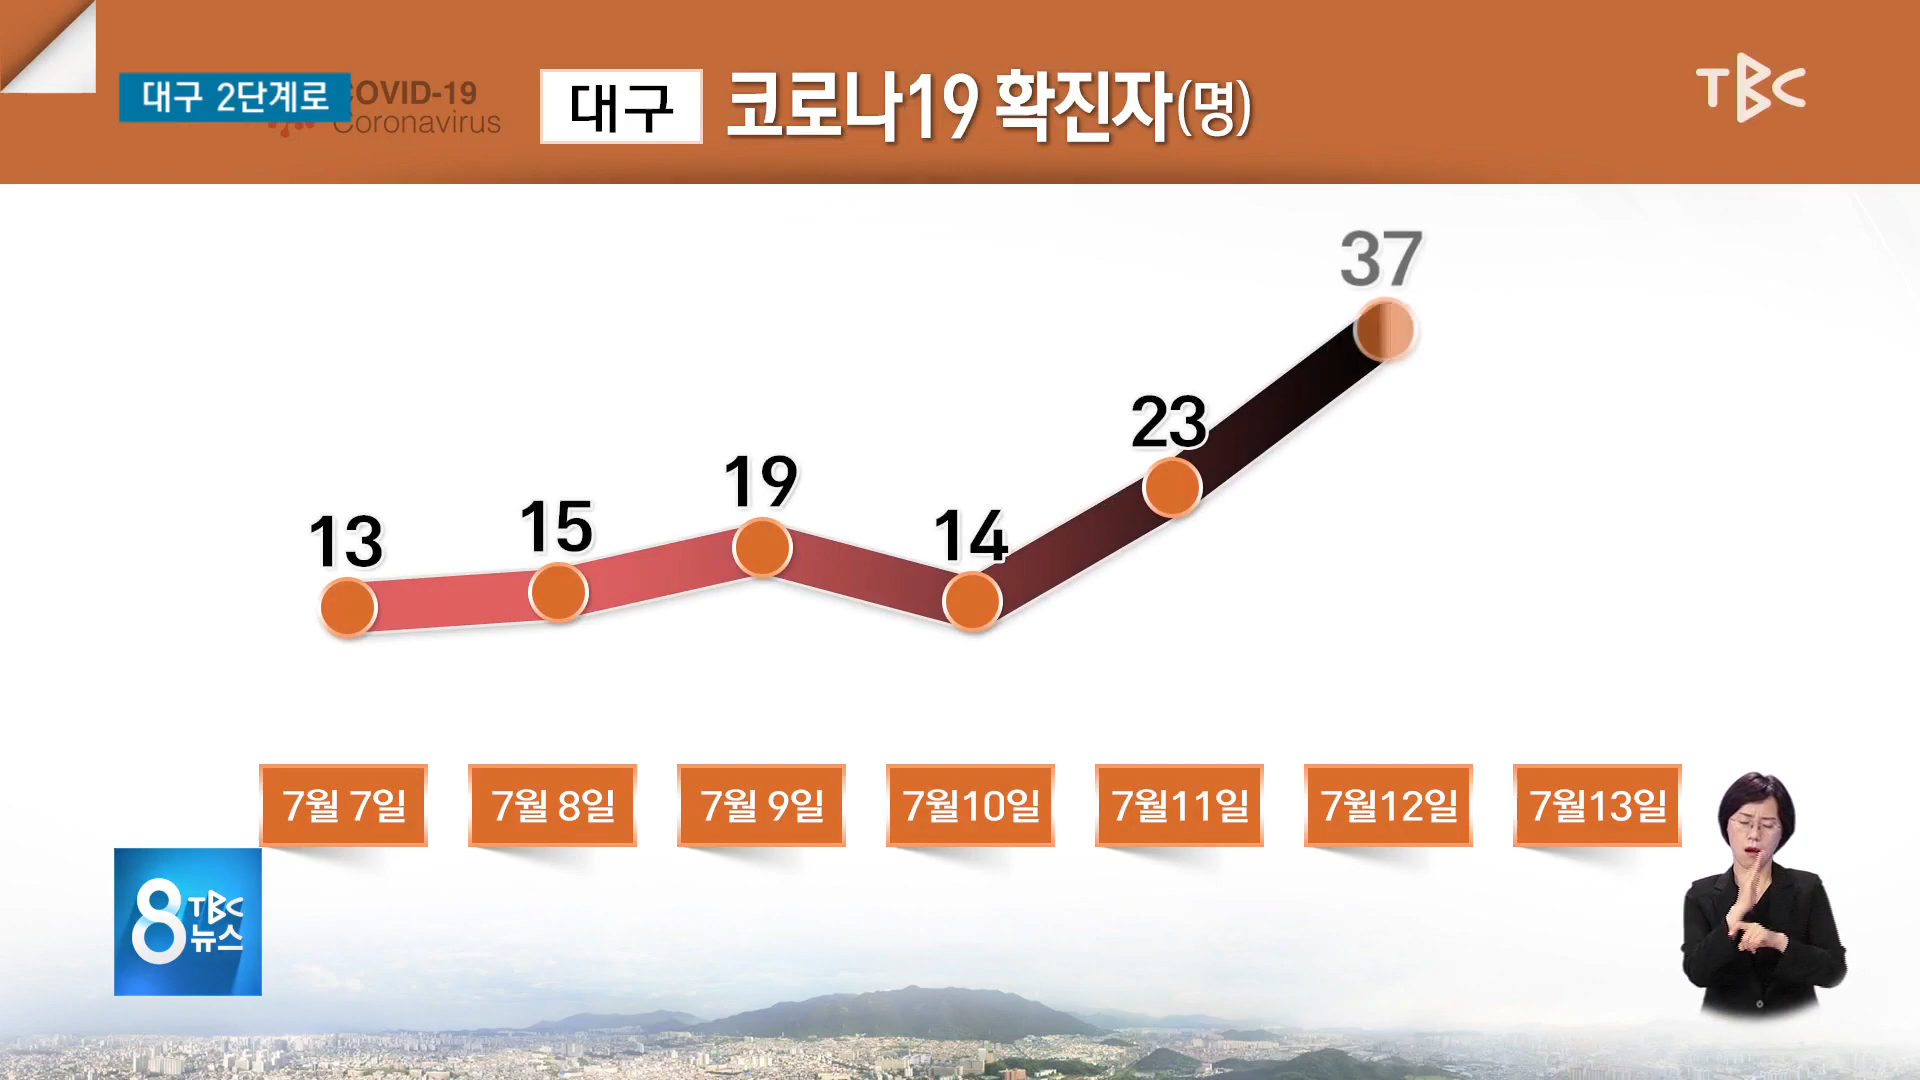 대구 2단계로
OVID-19
Coronavirus
대구 코로나19 확진자(명)
TBC
37
23
19
15
14
13
7월 7일 7월 8일 7월 9일 7월10일 7월11일 7월12일 7월13일
8 TBC
뉴스